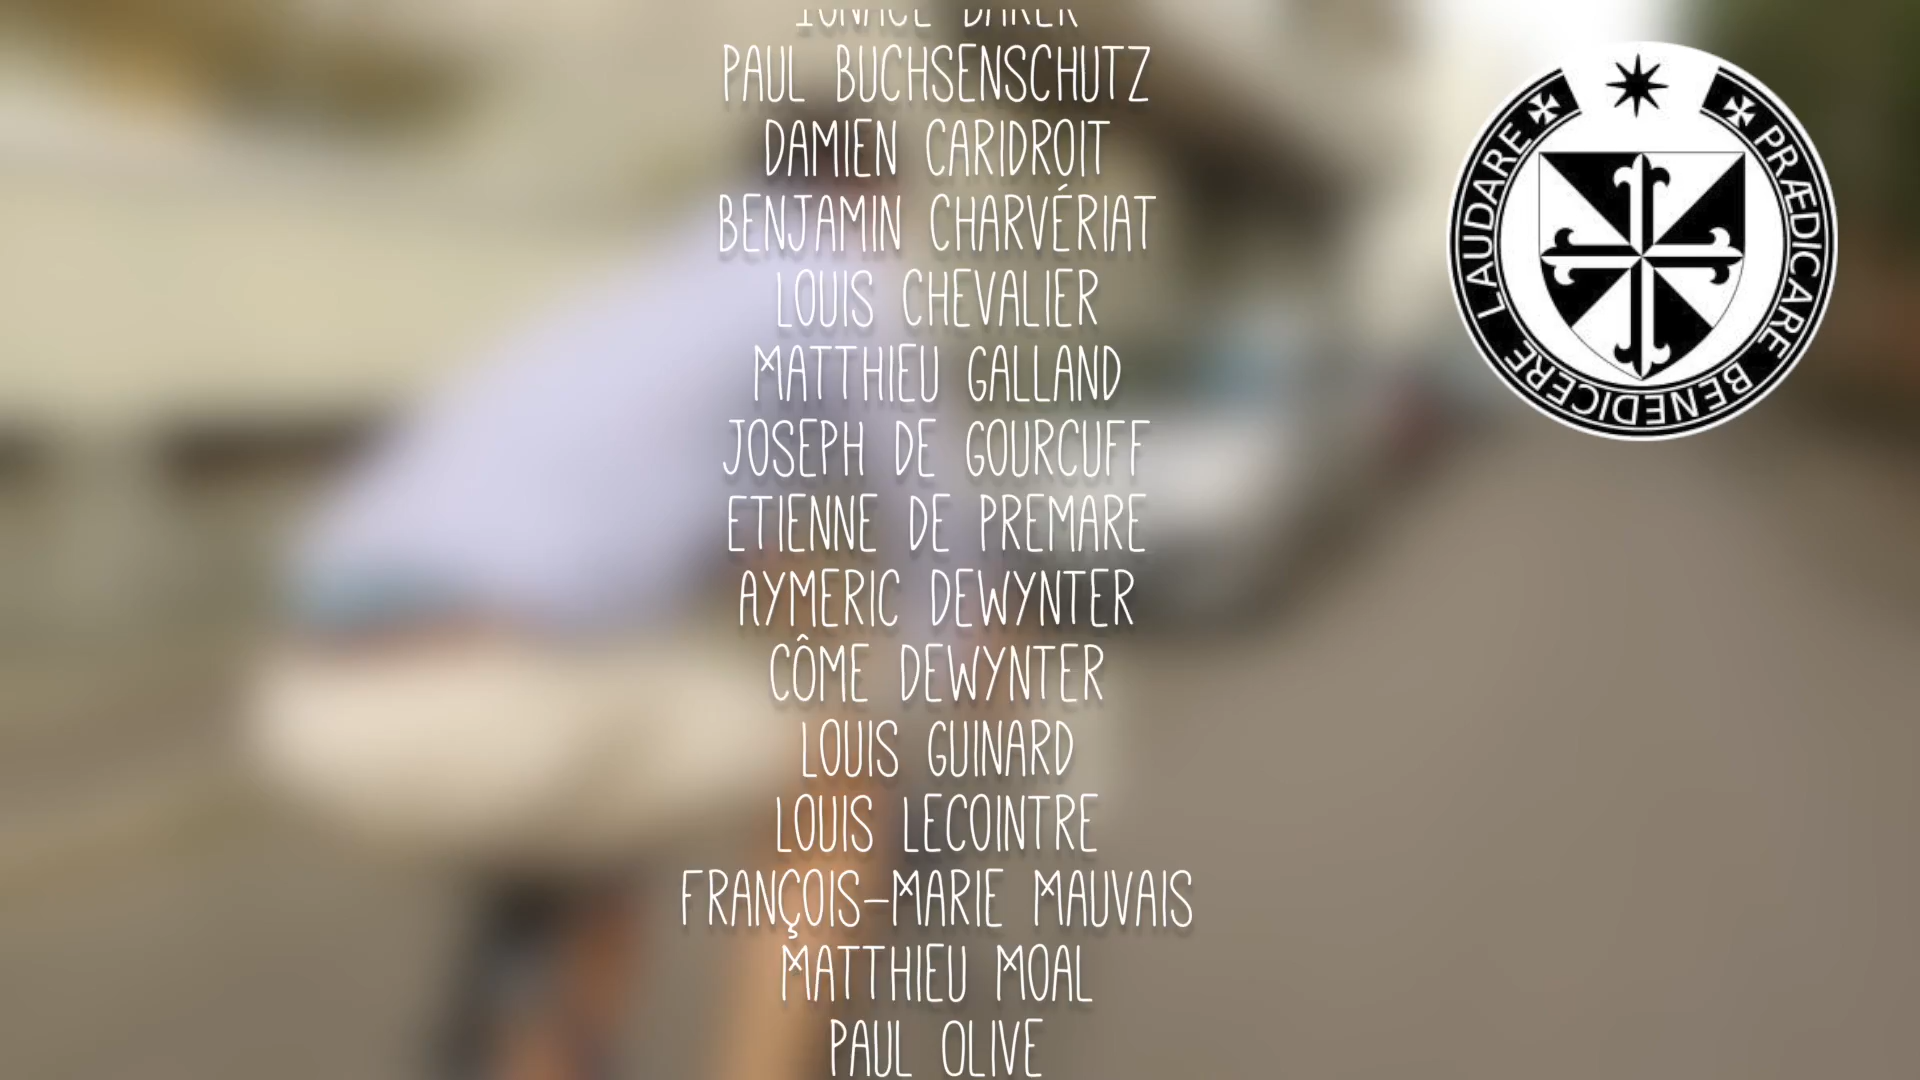 PAUL BUCHSENSCHUTZ
DAMIEN CARIDROIT
BENJAMIN CHARVÉRIAT
LOUIS CHEVALIER
MATTHIEU GALLAND
JOSEPH DE GOURCUFF
ETIENNE DE PREMARE
AYMERIC DEWYNTER
CÔME DEWYNTER
LOUIS GUINARD
LOUIS LECOINTRE
FRANÇOIS-MARIE MAUVAIS
MATTHIEU MOAL
PAUL OLIVE
LAUDARE BENEDICERE PRÆDICARE